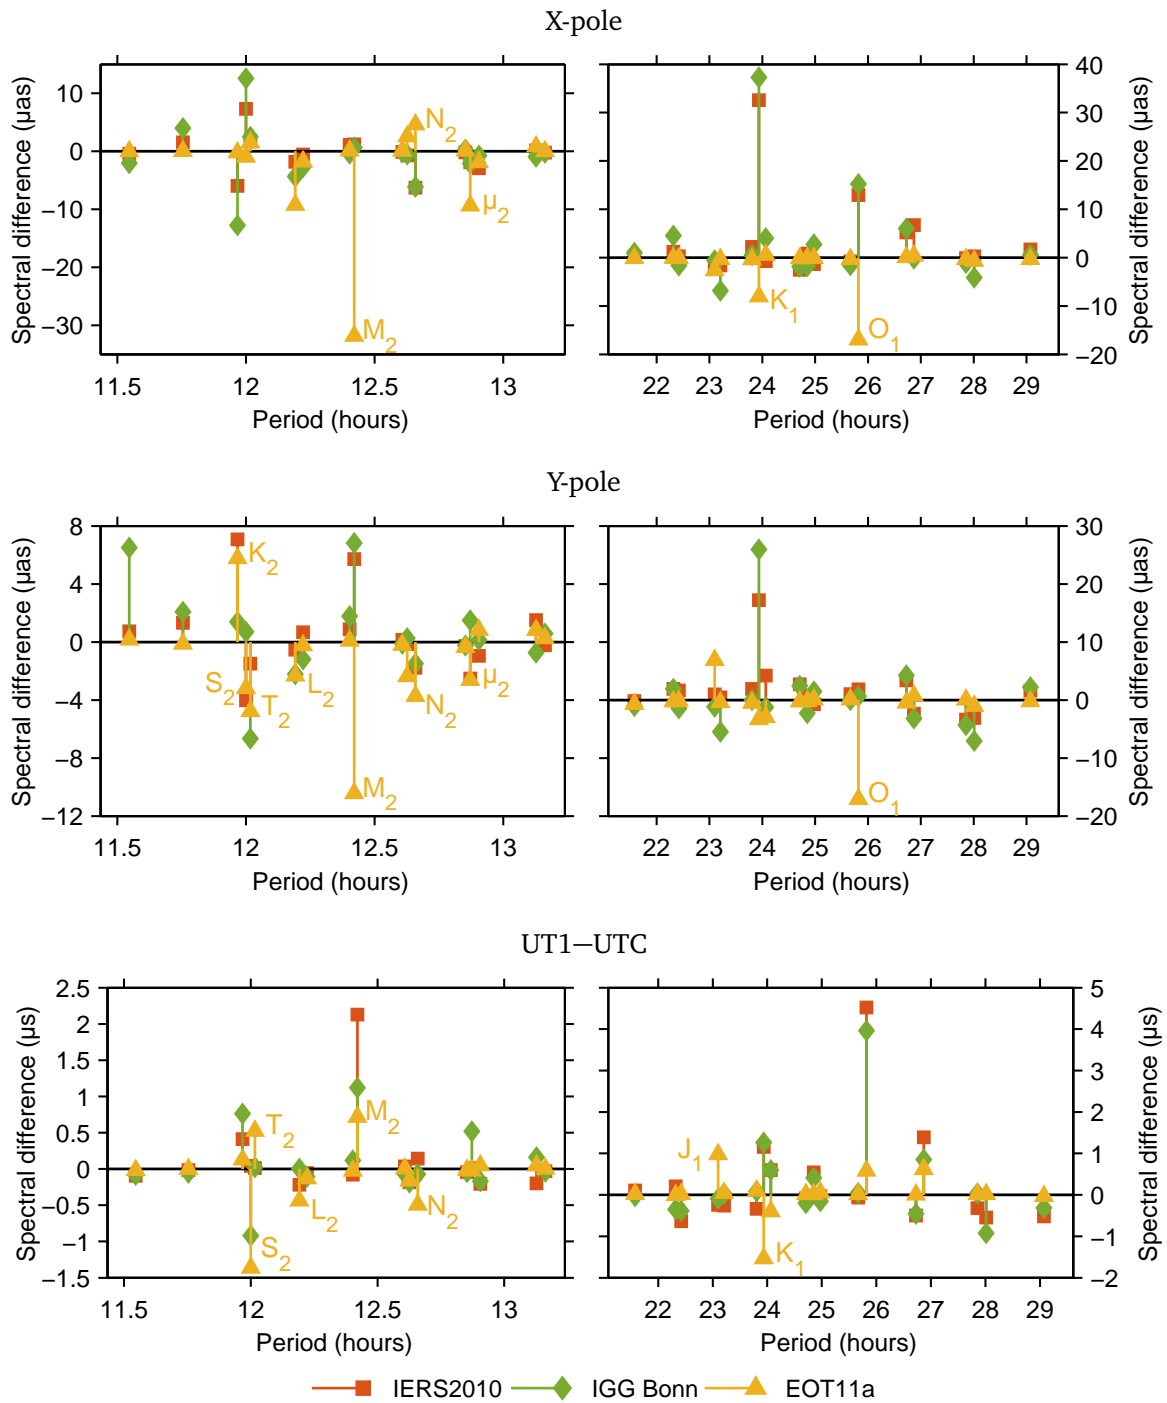 X-pole
Spectral difference (µas)
10
0
−10
−20
−30
N2
µ2
M2
11.5 12 12.5 13
Period (hours)
40
30
20
10
0
−10
−20
K1
O1
22 23 24 25 26 27 28 29
Period (hours)
Spectral difference (µas)
Y-pole
Spectral difference (µas)
8
4
0
−4
−8
−12
K2
S2
T2
L2
N2
µ2
M2
11.5 12 12.5 13
Period (hours)
30
20
10
0
−10
−20
O1
22 23 24 25 26 27 28 29
Period (hours)
Spectral difference (µas)
UT1−UTC
Spectral difference (µs)
2.5
2
1.5
1
0.5
0
−0.5
−1
−1.5
T2
M2
L2
N2
S2
11.5 12 12.5 13
Period (hours)
5
4
3
2
1
0
−1
−2
J1
K1
22 23 24 25 26 27 28 29
Period (hours)
Spectral difference (µs)
IERS2010 IGG Bonn EOT11a